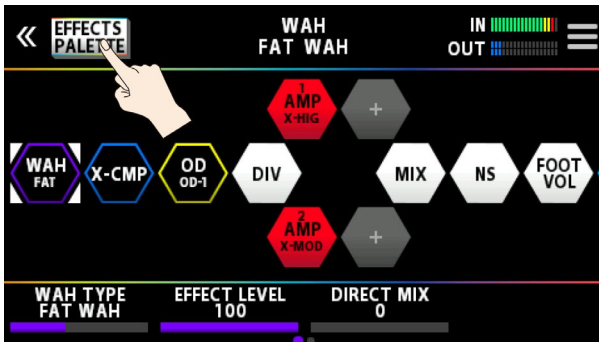 «
EFFECTS
PALETTE
WAH
FAT WAH
IN
OUT
1
AMP
X-HIG
+
WAH
FAT
X-CMP
OD
OD-1
DIV
MIX
NS
FOOT
VOL
2
AMP
X-MOD
+
WAH TYPE
FAT WAH
EFFECT LEVEL
100
DIRECT MIX
0